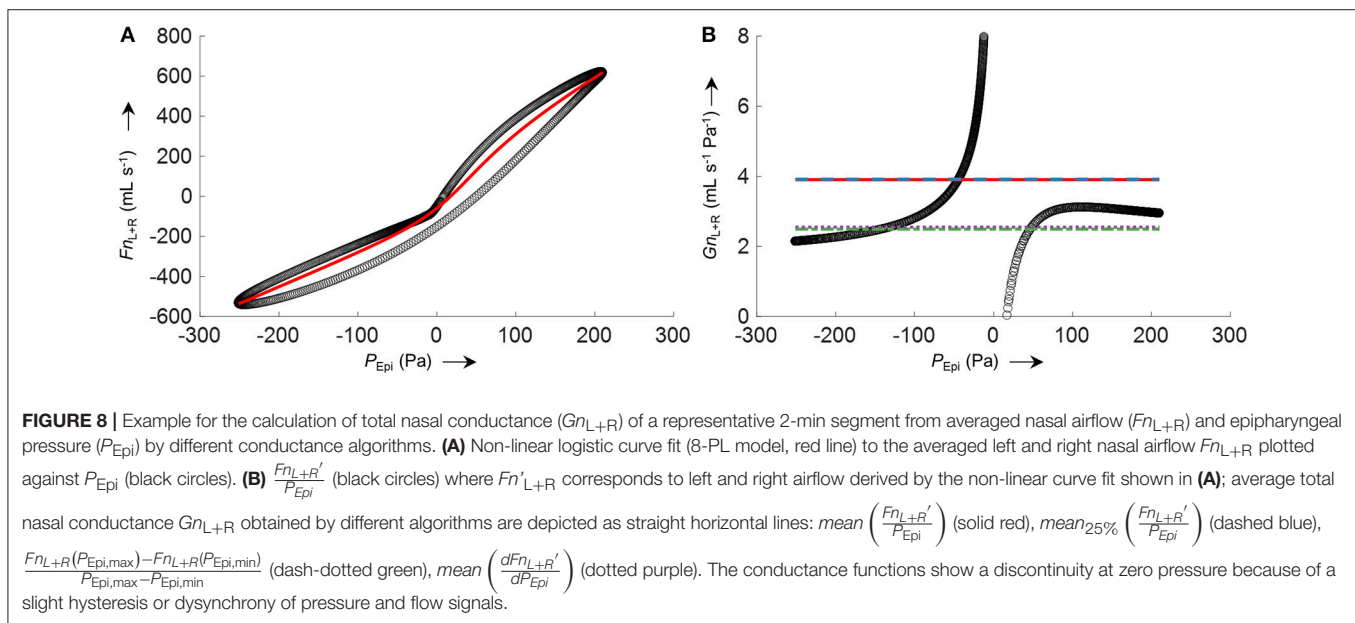 A
B
800
600
400
200
0
-200
-400
-600
Fn L+R (mL s-1)
-300 -200 -100 0 100 200 300
P Epi (Pa)
8
6
4
2
0
Gn L+R (mL s-1 Pa-1)
-300 -200 -100 0 100 200 300
P Epi (Pa)
FIGURE 8 | Example for the calculation of total nasal conductance (GnL+R) of a representative 2-min segment from averaged nasal airflow (FnL+R) and epipharyngeal
pressure (PEpi) by different conductance algorithms. (A) Non-linear logistic curve fit (8-PL model, red line) to the averaged left and right nasal airflow FnL+R plotted
against PEpi (black circles). (B) FnL+R′/PEpi (black circles) where Fn'L+R corresponds to left and right airflow derived by the non-linear curve fit shown in (A); average total
nasal conductance GnL+R obtained by different algorithms are depicted as straight horizontal lines: mean (FnL+R′/PEpi) (solid red), mean25% (FnL+R′/PEpi) (dashed blue),
FnL+R(PEpi,max)−FnL+R(PEpi,min)/PEpi,max−PEpi,min (dash-dotted green), mean (dFnL+R′/dPEpi) (dotted purple). The conductance functions show a discontinuity at zero pressure because of a
slight hysteresis or dysynchrony of pressure and flow signals.